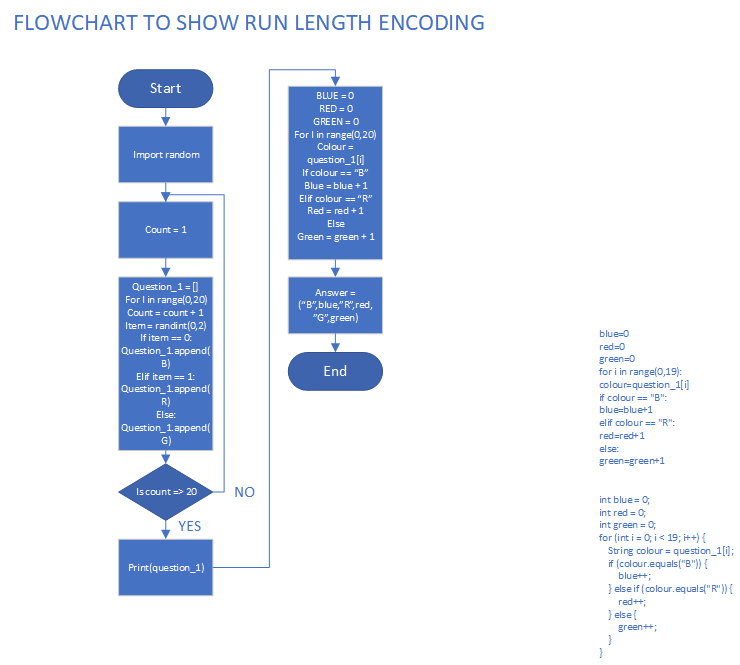 FLOWCHART TO SHOW RUN LENGTH ENCODING
Start
Import random
Count = 1
Question_1 = []
For I in range(0,20)
Count = count + 1
Item = randint(0,2)
If item == 0:
Question_1.append(
B)
Elif item == 1:
Question_1.append(
R)
Else:
Question_1.append(
G)
Is count => 20
NO
YES
Print(question_1)
BLUE = 0
RED = 0
GREEN = 0
For I in range(0,20)
Colour =
question_1[i]
If colour == “B”
Blue = blue + 1
Elif colour == “R”
Red = red + 1
Else
Green = green + 1
Answer =
(“B”,blue,”R”,red,
”G”,green)
End
blue=0
red=0
green=0
for i in range(0,19):
colour=question_1[i]
if colour == "B":
blue=blue+1
elif colour == "R":
red=red+1
else:
green=green+1
int blue = 0;
int red = 0;
int green = 0;
for (int i = 0; i < 19; i++) {
String colour = question_1[i];
if (colour.equals("B")) {
blue++;
} else if (colour.equals("R")) {
red++;
} else {
green++;
}
}